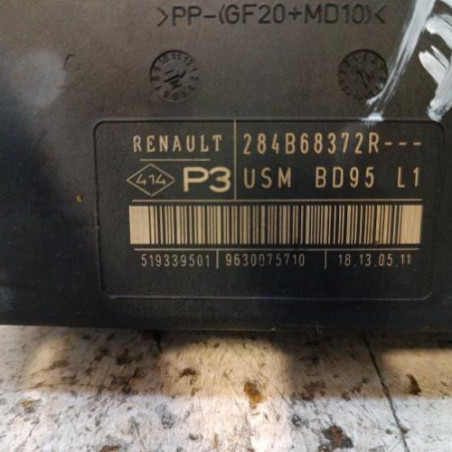 >PP-(GF20+MD10)<
RENAULT 284B68372R---
414 P3 USM BD95 L1
519339501 9630075710 18.13.05.11